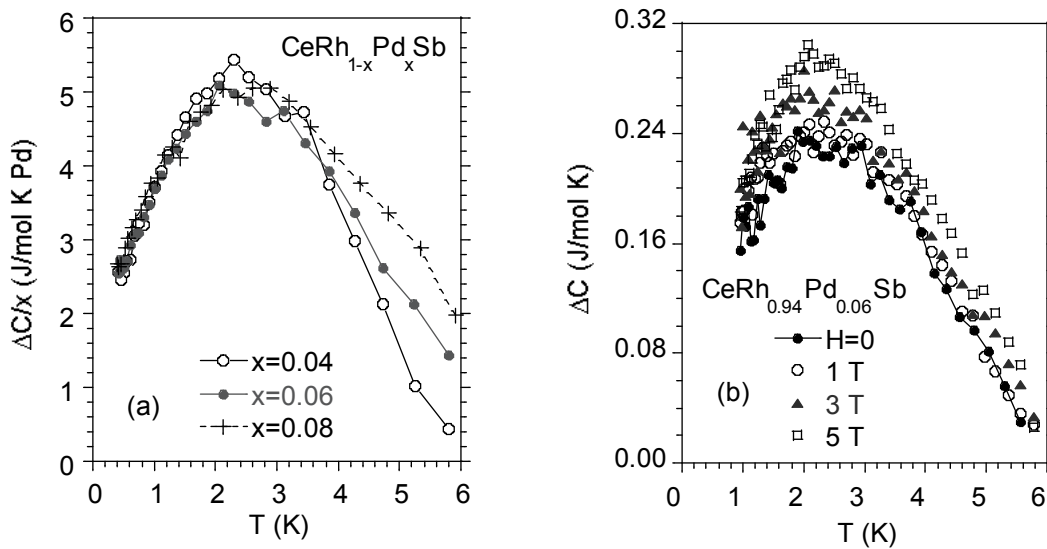 6
5
4
3
2
1
0
ΔC/x (J/mol K Pd)
CeRh1-xPdxSb
x=0.04
x=0.06
x=0.08
(a)
0 1 2 3 4 5 6
T (K)
0.32
0.24
0.16
0.08
0.00
ΔC (J/mol K)
CeRh0.94Pd0.06Sb
H=0
1 T
3 T
5 T
(b)
0 1 2 3 4 5 6
T (K)